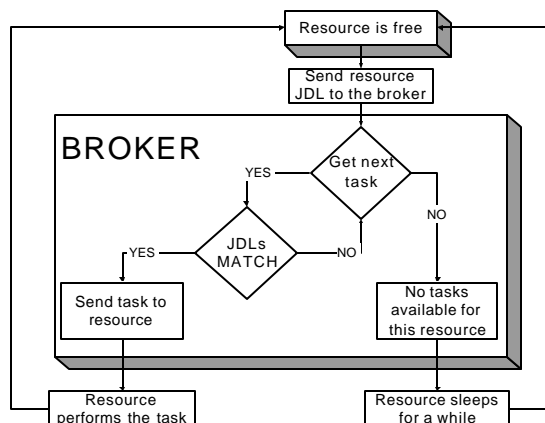 Resource is free
Send resource
JDL to the broker
BROKER
Get next
task
YES
NO
JDLs
MATCH
YES
NO
Send task to
resource
No tasks
available for
this resource
Resource
performs the task
Resource sleeps
for a while